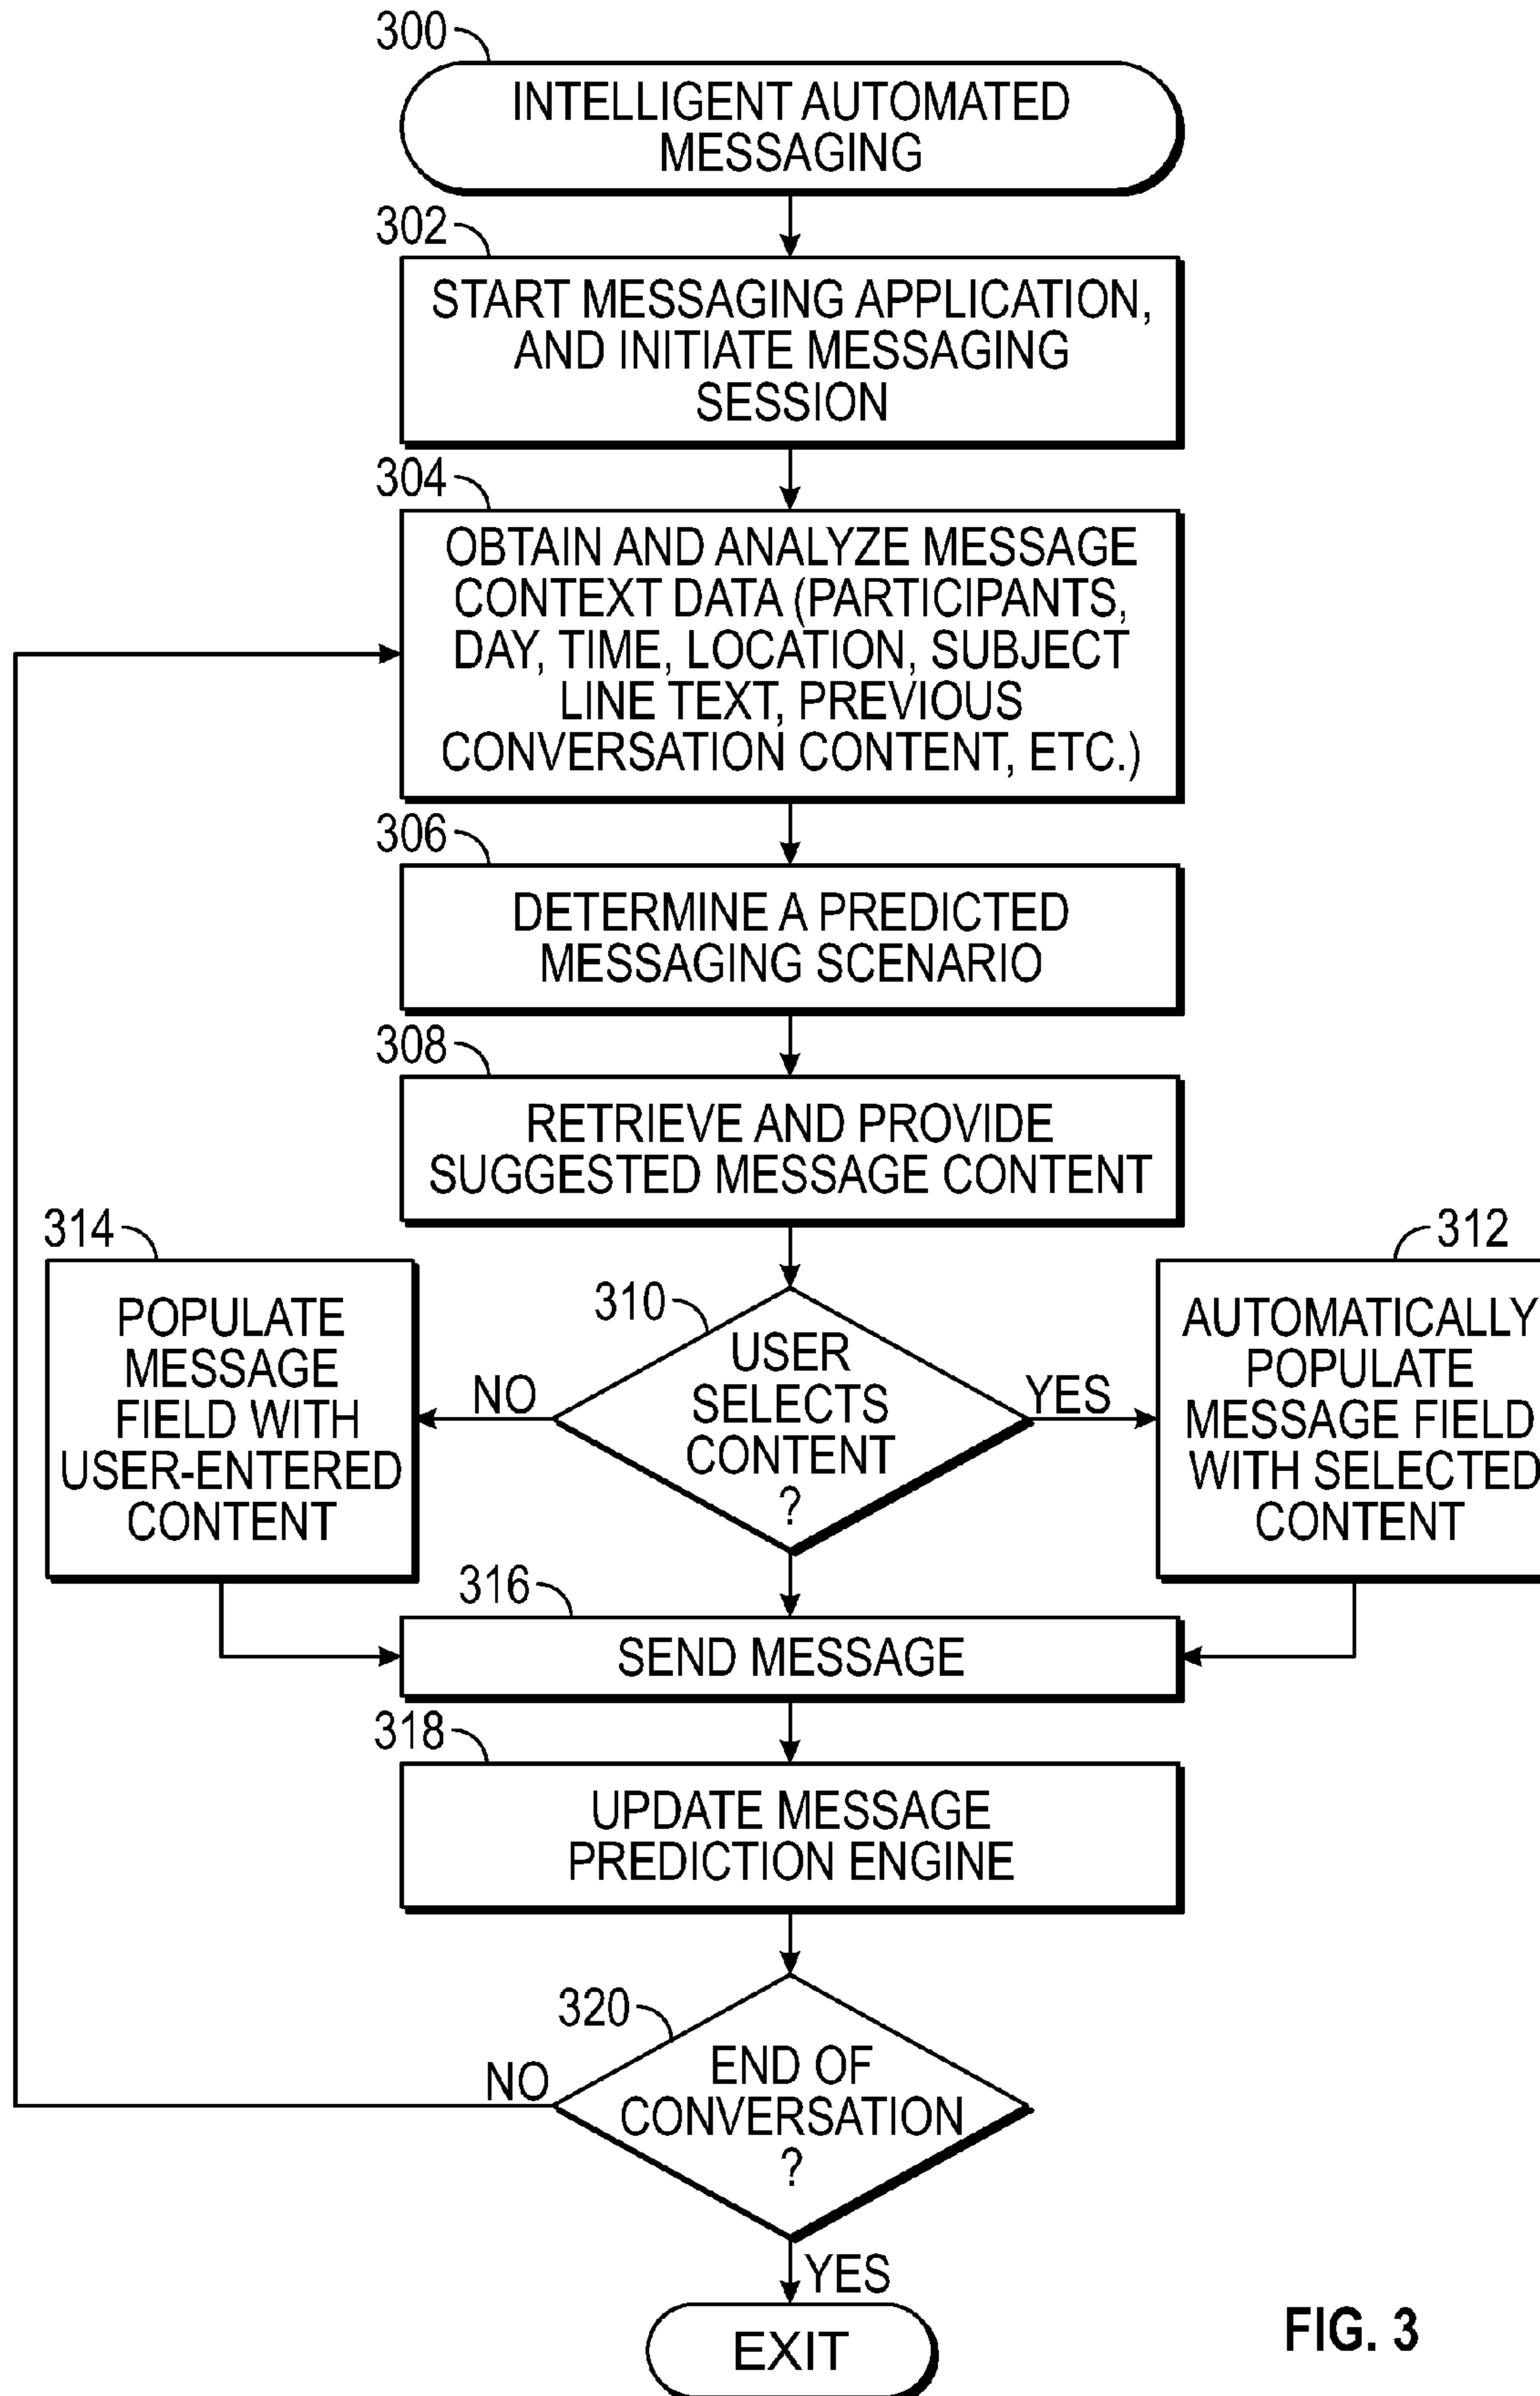 300
INTELLIGENT AUTOMATED
MESSAGING
302
START MESSAGING APPLICATION,
AND INITIATE MESSAGING
SESSION
304
OBTAIN AND ANALYZE MESSAGE
CONTEXT DATA (PARTICIPANTS,
DAY, TIME, LOCATION, SUBJECT
LINE TEXT, PREVIOUS
CONVERSATION CONTENT, ETC.)
306
DETERMINE A PREDICTED
MESSAGING SCENARIO
308
RETRIEVE AND PROVIDE
SUGGESTED MESSAGE CONTENT
310
USER
SELECTS
CONTENT
?
NO
YES
314
POPULATE
MESSAGE
FIELD WITH
USER-ENTERED
CONTENT
312
AUTOMATICALLY
POPULATE
MESSAGE FIELD
WITH SELECTED
CONTENT
316
SEND MESSAGE
318
UPDATE MESSAGE
PREDICTION ENGINE
320
END OF
CONVERSATION
?
NO
YES
EXIT
FIG. 3